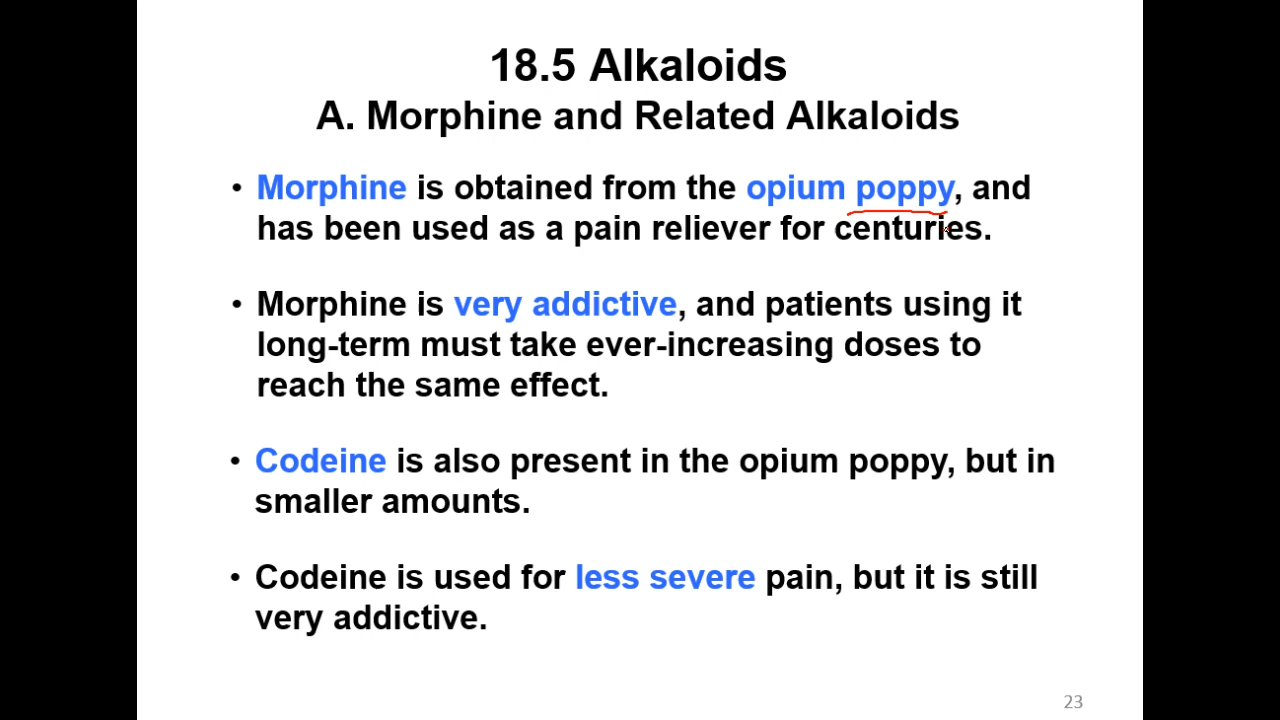 18.5 Alkaloids
A. Morphine and Related Alkaloids
• Morphine is obtained from the opium poppy, and
has been used as a pain reliever for centuries.
• Morphine is very addictive, and patients using it
long-term must take ever-increasing doses to
reach the same effect.
• Codeine is also present in the opium poppy, but in
smaller amounts.
• Codeine is used for less severe pain, but it is still
very addictive.
23